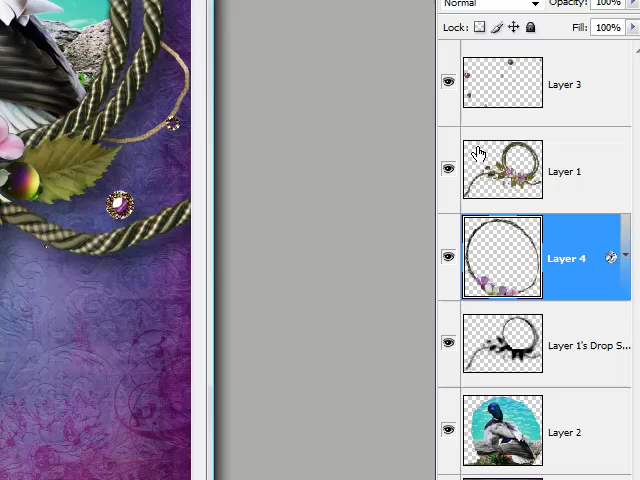 Normal Opacity: 100%
Lock: Fill: 100%
Layer 3
Layer 1
Layer 4
Layer 1's Drop S...
Layer 2